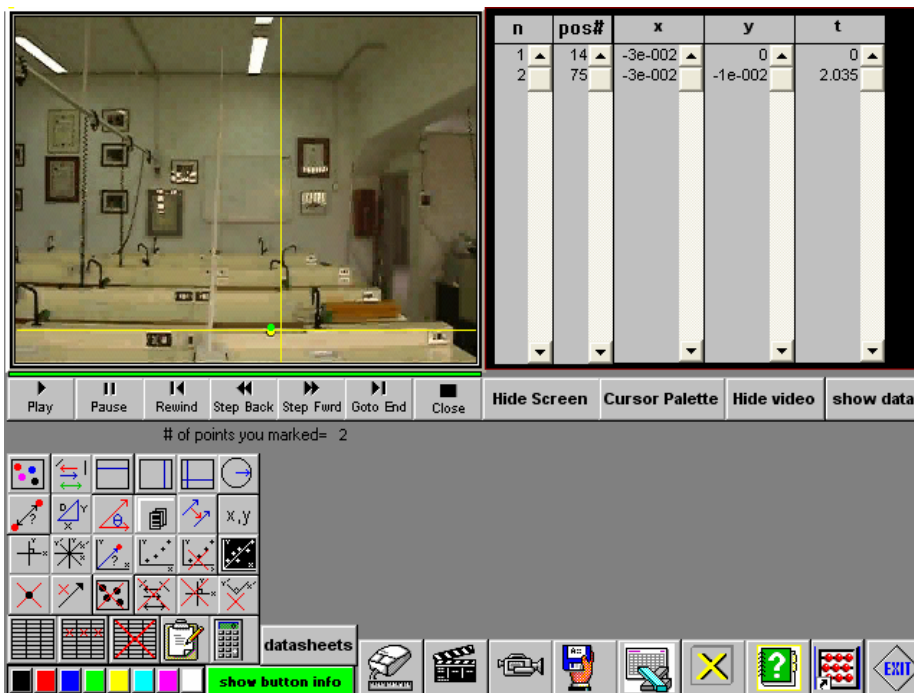 n pos# x y t
1 14 -3e-002 0 0
2 75 -3e-002 -1e-002 2.035
Play Pause Rewind Step Back Step Fwrd Goto End Close Hide Screen Cursor Palette Hide video show data
# of points you marked= 2
? D Y X θ x,y
x Y ? x Y x Y x Y x
x Y Y Y x
x x x
datasheets
show button info
A:
?
EXIT